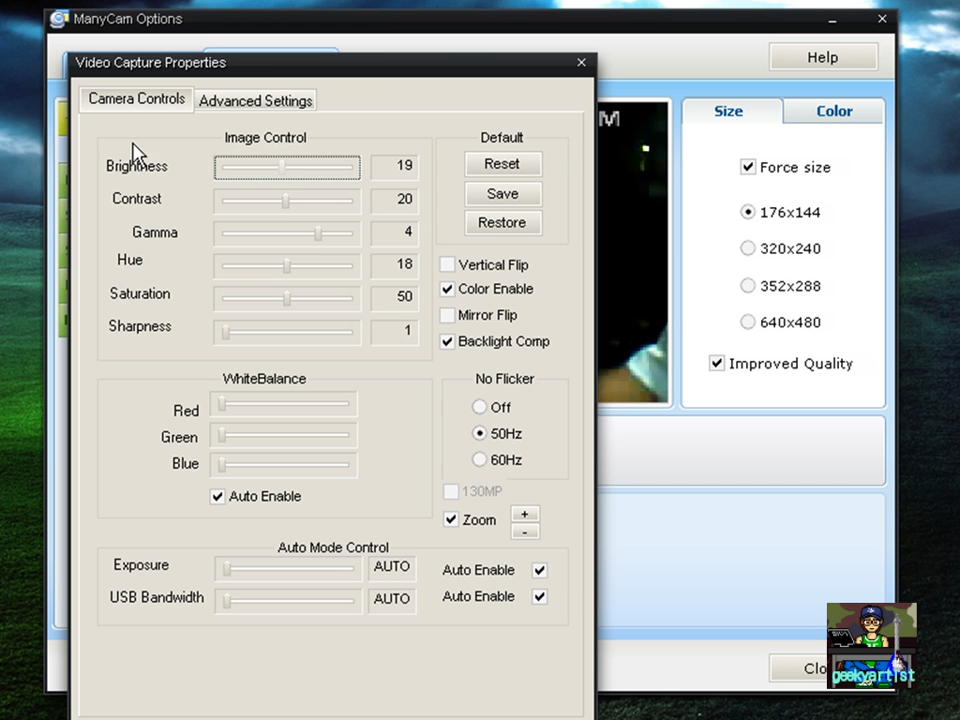 ManyCam Options
Help
Video Capture Properties
Camera Controls
Advanced Settings
Image Control
Brightness 19
Contrast 20
Gamma 4
Hue 18
Saturation 50
Sharpness 1
Default
Reset
Save
Restore
Vertical Flip
Color Enable
Mirror Flip
Backlight Comp
WhiteBalance
Red
Green
Blue
Auto Enable
No Flicker
Off
50Hz
60Hz
130MP
Zoom
+
-
Auto Mode Control
Exposure AUTO Auto Enable
USB Bandwidth AUTO Auto Enable
M
Size
Color
Force size
176x144
320x240
352x288
640x480
Improved Quality
Clo
geekyartist